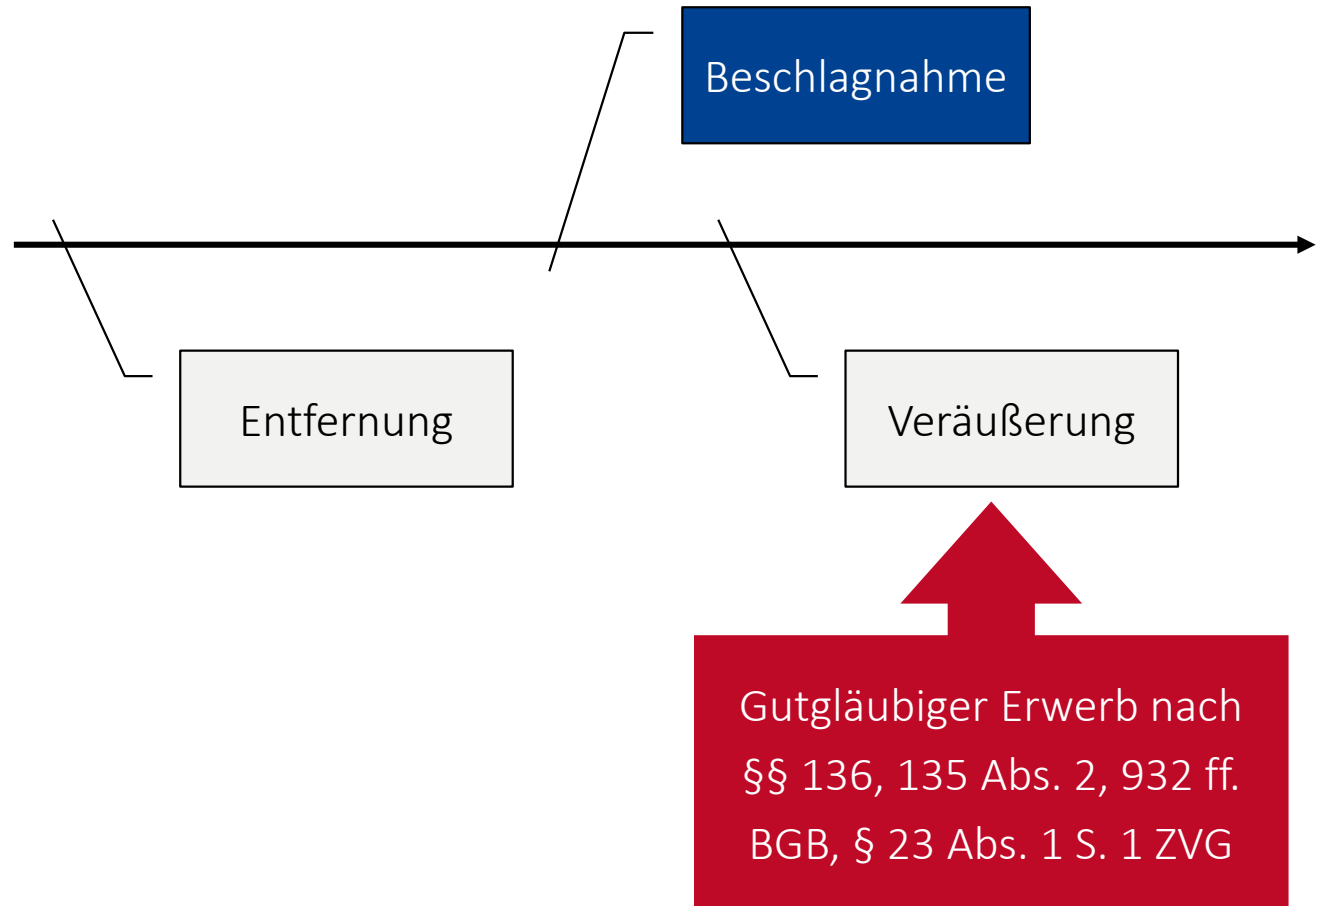 Beschlagnahme
Entfernung
Veräußerung
Gutgläubiger Erwerb nach
§§ 136, 135 Abs. 2, 932 ff.
BGB, § 23 Abs. 1 S. 1 ZVG